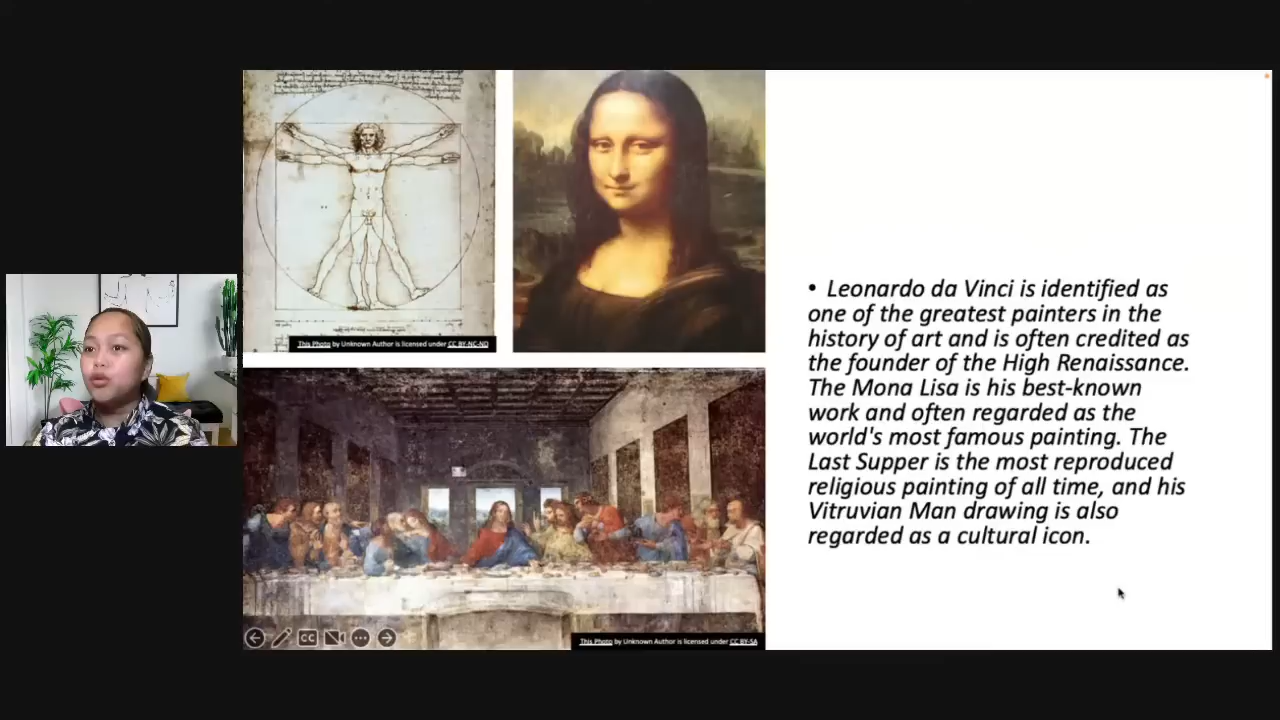 This Photo by Unknown Author is licensed under CC BY-NC-ND
• Leonardo da Vinci is identified as
one of the greatest painters in the
history of art and is often credited as
the founder of the High Renaissance.
The Mona Lisa is his best-known
work and often regarded as the
world's most famous painting. The
Last Supper is the most reproduced
religious painting of all time, and his
Vitruvian Man drawing is also
regarded as a cultural icon.
CC
This Photo by Unknown Author is licensed under CC BY-SA